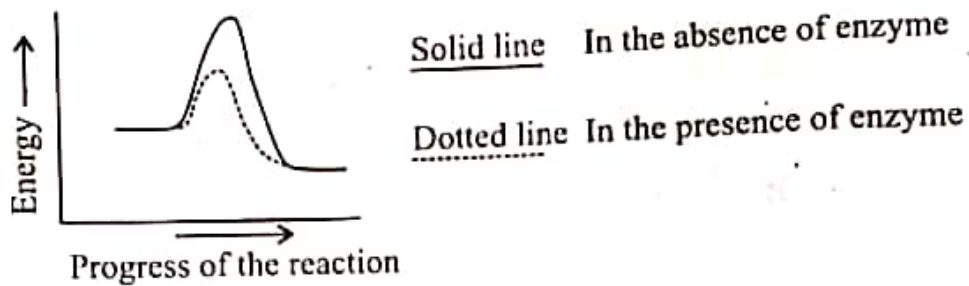 Solid line In the absence of enzyme
Dotted line In the presence of enzyme
Energy
Progress of the reaction